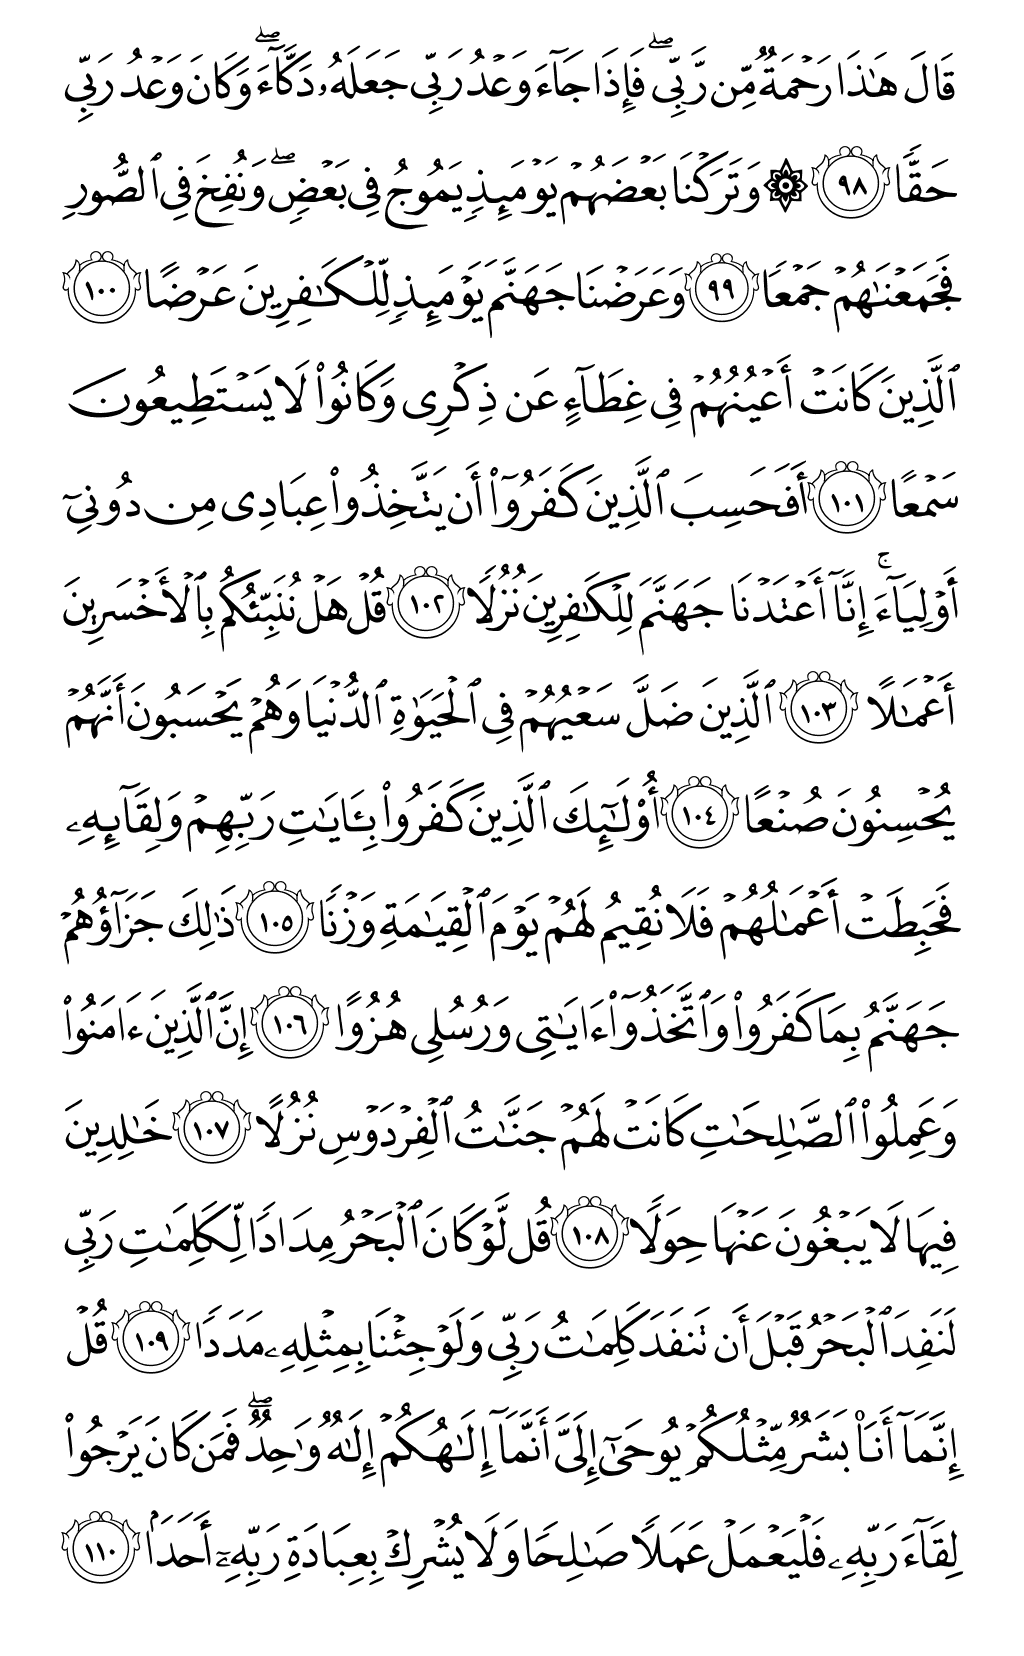 قَالَ هَٰذَا رَحۡمَةٞ مِّن رَّبِّيۖ فَإِذَا جَآءَ وَعۡدُ رَبِّي جَعَلَهُۥ دَكَّآءَۖ وَكَانَ وَعۡدُ رَبِّي
حَقّٗا ٩٨ ۞ وَتَرَكۡنَا بَعۡضَهُمۡ يَوۡمَئِذٖ يَمُوجُ فِي بَعۡضٖۖ وَنُفِخَ فِي ٱلصُّورِ
فَجَمَعۡنَٰهُمۡ جَمۡعٗا ٩٩ وَعَرَضۡنَا جَهَنَّمَ يَوۡمَئِذٖ لِّلۡكَٰفِرِينَ عَرۡضًا ١٠٠
ٱلَّذِينَ كَانَتۡ أَعۡيُنُهُمۡ فِي غِطَآءٍ عَن ذِكۡرِي وَكَانُواْ لَا يَسۡتَطِيعُونَ
سَمۡعًا ١٠١ أَفَحَسِبَ ٱلَّذِينَ كَفَرُوٓاْ أَن يَتَّخِذُواْ عِبَادِي مِن دُونِيٓ
أَوۡلِيَآءَۚ إِنَّآ أَعۡتَدۡنَا جَهَنَّمَ لِلۡكَٰفِرِينَ نُزُلٗا ١٠٢ قُلۡ هَلۡ نُنَبِّئُكُم بِٱلۡأَخۡسَرِينَ
أَعۡمَٰلًا ١٠٣ ٱلَّذِينَ ضَلَّ سَعۡيُهُمۡ فِي ٱلۡحَيَوٰةِ ٱلدُّنۡيَا وَهُمۡ يَحۡسَبُونَ أَنَّهُمۡ
يُحۡسِنُونَ صُنۡعًا ١٠٤ أُوْلَٰٓئِكَ ٱلَّذِينَ كَفَرُواْ بِـَٔايَٰتِ رَبِّهِمۡ وَلِقَآئِهِۦ
فَحَبِطَتۡ أَعۡمَٰلُهُمۡ فَلَا نُقِيمُ لَهُمۡ يَوۡمَ ٱلۡقِيَٰمَةِ وَزۡنٗا ١٠٥ ذَٰلِكَ جَزَآؤُهُمۡ
جَهَنَّمُ بِمَا كَفَرُواْ وَٱتَّخَذُوٓاْ ءَايَٰتِي وَرُسُلِي هُزُوًا ١٠٦ إِنَّ ٱلَّذِينَ ءَامَنُواْ
وَعَمِلُواْ ٱلصَّٰلِحَٰتِ كَانَتۡ لَهُمۡ جَنَّٰتُ ٱلۡفِرۡدَوۡسِ نُزُلًا ١٠٧ خَٰلِدِينَ
فِيهَا لَا يَبۡغُونَ عَنۡهَا حِوَلٗا ١٠٨ قُل لَّوۡ كَانَ ٱلۡبَحۡرُ مِدَادٗا لِّكَلِمَٰتِ رَبِّي
لَنَفِدَ ٱلۡبَحۡرُ قَبۡلَ أَن تَنفَدَ كَلِمَٰتُ رَبِّي وَلَوۡ جِئۡنَا بِمِثۡلِهِۦ مَدَدٗا ١٠٩ قُلۡ
إِنَّمَآ أَنَا۠ بَشَرٞ مِّثۡلُكُمۡ يُوحَىٰٓ إِلَيَّ أَنَّمَآ إِلَٰهُكُمۡ إِلَٰهٞ وَٰحِدٞۖ فَمَن كَانَ يَرۡجُواْ
لِقَآءَ رَبِّهِۦ فَلۡيَعۡمَلۡ عَمَلٗا صَٰلِحٗا وَلَا يُشۡرِكۡ بِعِبَادَةِ رَبِّهِۦٓ أَحَدَۢا ١١٠